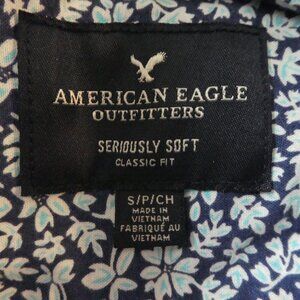 AMERICAN EAGLE
OUTFITTERS
SERIOUSLY SOFT
CLASSIC FIT
S/P/CH
MADE IN
VIETNAM
FABRIQUÉ AU
VIETNAM